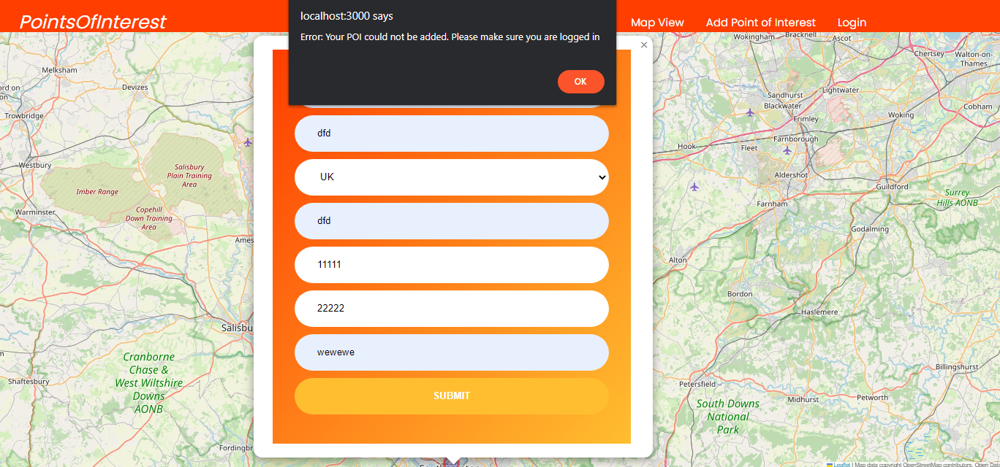 PointsOfInterest
localhost:3000 says
Error: Your POI could not be added. Please make sure you are logged in
OK
Map View
Add Point of Interest
Login
×
dfd
UK
dfd
11111
22222
wewewe
SUBMIT
Melksham
Devizes
Trowbridge
Westbury
Salisbury
Plain Training
Area
Imber Range
Copehill
Down Training
Area
Warminster
Ames
Salisbu
Cranborne
Chase &
West Wiltshire
Downs
AONB
Shaftesbury
Fordingbr
Wokingham
Bracknell
Ascot
Chertsey
Walton-on-
Thames
Lightwater
Sandhurst
Blackwater
Frimley
Woking
Cobham
Farnborough
Hook
Fleet
Aldershot
Guildford
Farnham
Surrey
Hills AONB
Godalming
Alton
Bordon
Haslemere
Billingshurst
Petersfield
Midhurst
Petworth
South Downs
National
Park
Leaflet | Map data copyright OpenStreetMap contributors, Open Dat